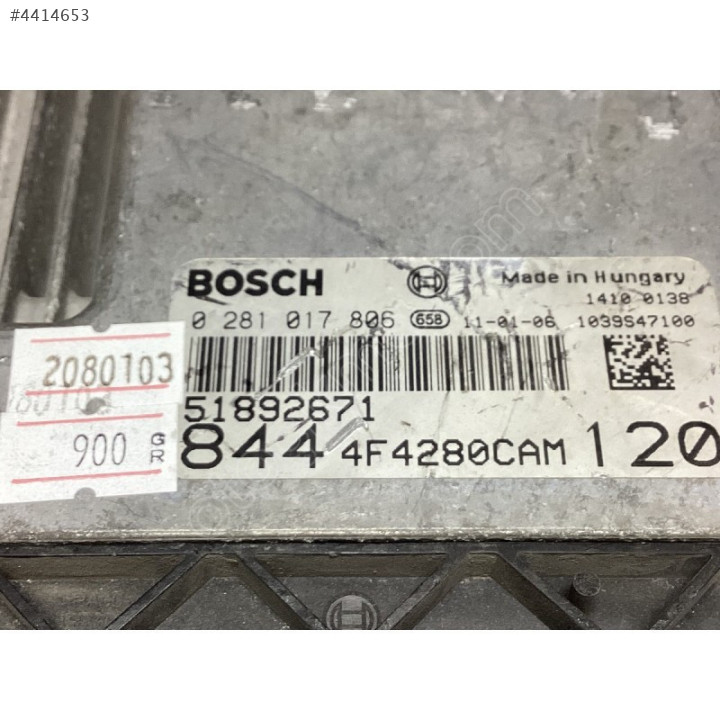 #4414653
BOSCH
Made in Hungary
1410 0138
0 281 017 806 658 11-01-06 1039S47100
51892671
844 4F4280CAM 120
2080103
900 GR